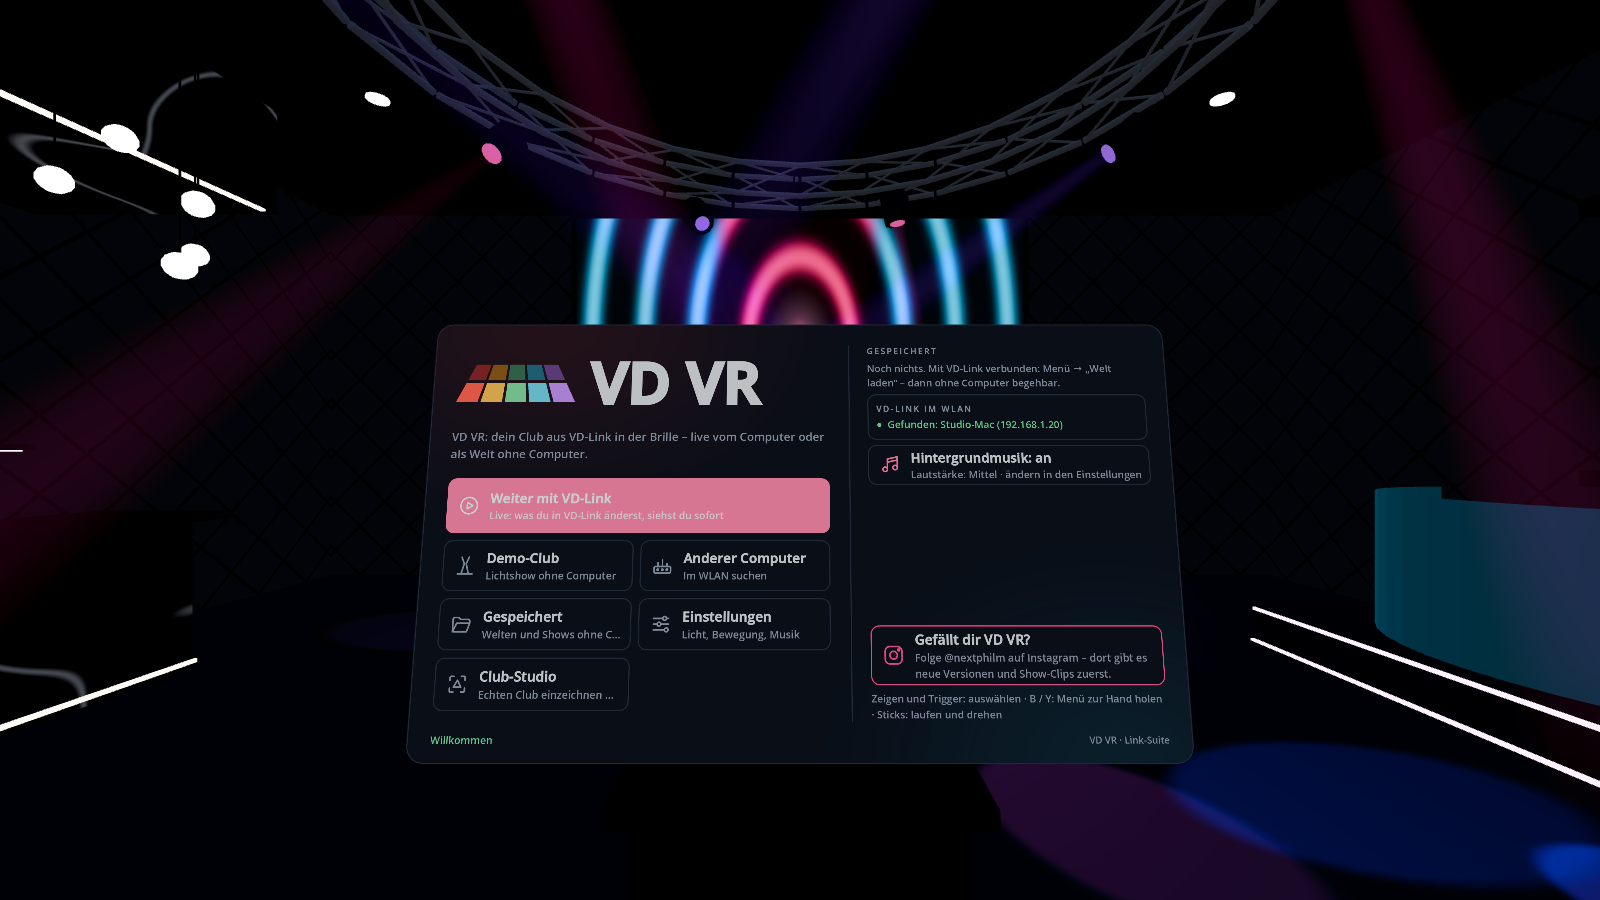 VD VR
VD VR: dein Club aus VD-Link in der Brille – live vom Computer oder
als Welt ohne Computer.
Weiter mit VD-Link
Live: was du in VD-Link änderst, siehst du sofort
Demo-Club
Lichtshow ohne Computer
Anderer Computer
Im WLAN suchen
Gespeichert
Welten und Shows ohne C...
Einstellungen
Licht, Bewegung, Musik
Club-Studio
Echten Club einzeichnen ...
Willkommen
GESPEICHERT
Noch nichts. Mit VD-Link verbunden: Menü → „Welt
laden“ – dann ohne Computer begehbar.
VD-LINK IM WLAN
● Gefunden: Studio-Mac (192.168.1.20)
Hintergrundmusik: an
Lautstärke: Mittel · ändern in den Einstellungen
Gefällt dir VD VR?
Folge @nextphilm auf Instagram – dort gibt es
neue Versionen und Show-Clips zuerst.
Zeigen und Trigger: auswählen · B / Y: Menü zur Hand holen
· Sticks: laufen und drehen
VD VR · Link-Suite